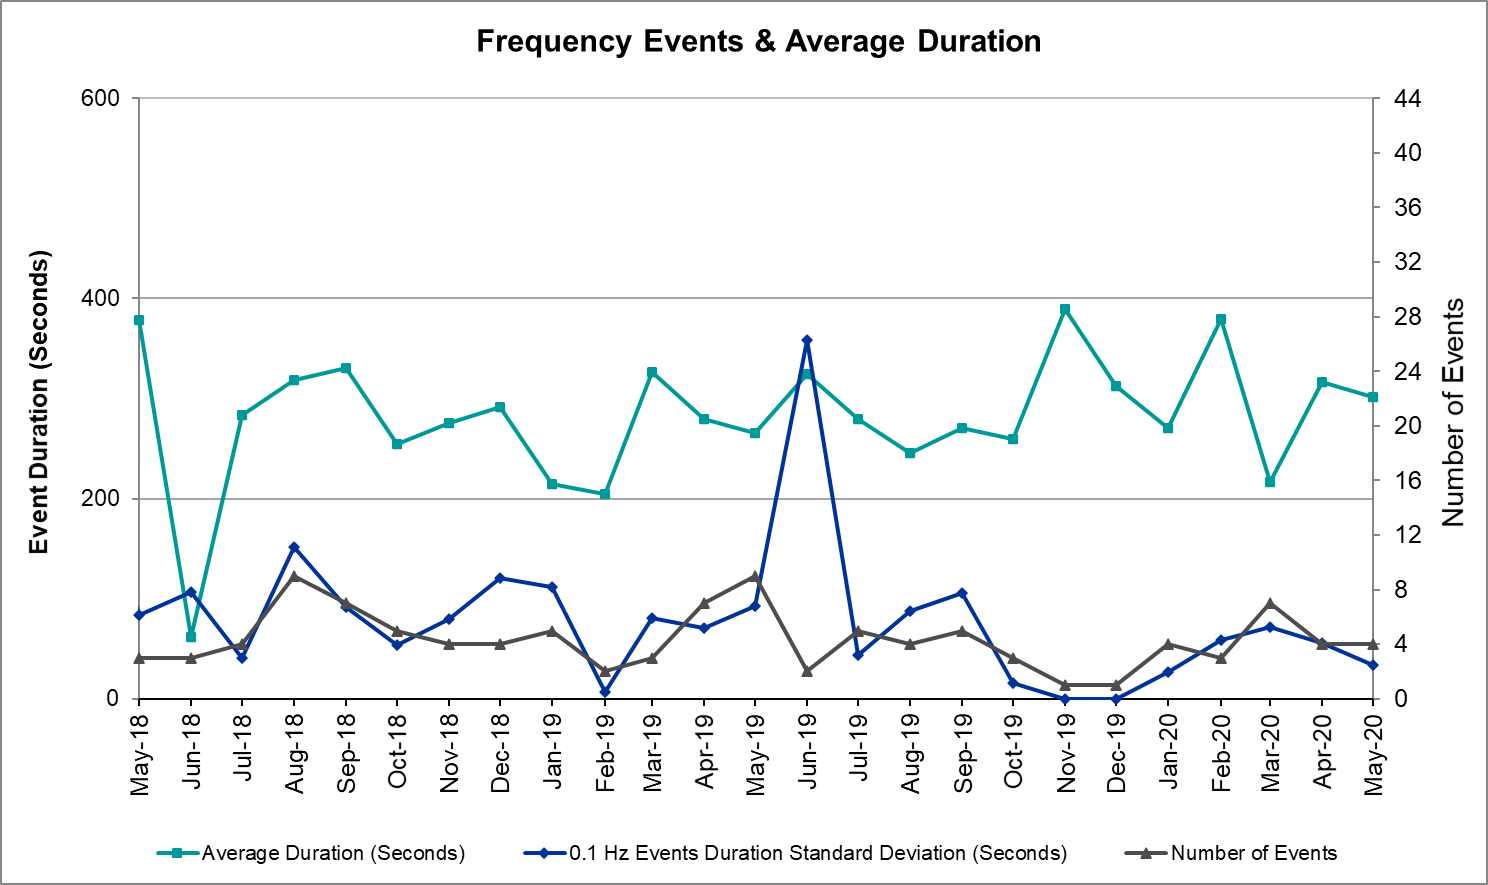 Frequency Events & Average Duration
600
400
200
0
Event Duration (Seconds)
44
40
36
32
28
24
20
16
12
8
4
0
Number of Events
May-18
Jun-18
Jul-18
Aug-18
Sep-18
Oct-18
Nov-18
Dec-18
Jan-19
Feb-19
Mar-19
Apr-19
May-19
Jun-19
Jul-19
Aug-19
Sep-19
Oct-19
Nov-19
Dec-19
Jan-20
Feb-20
Mar-20
Apr-20
May-20
Average Duration (Seconds)
0.1 Hz Events Duration Standard Deviation (Seconds)
Number of Events